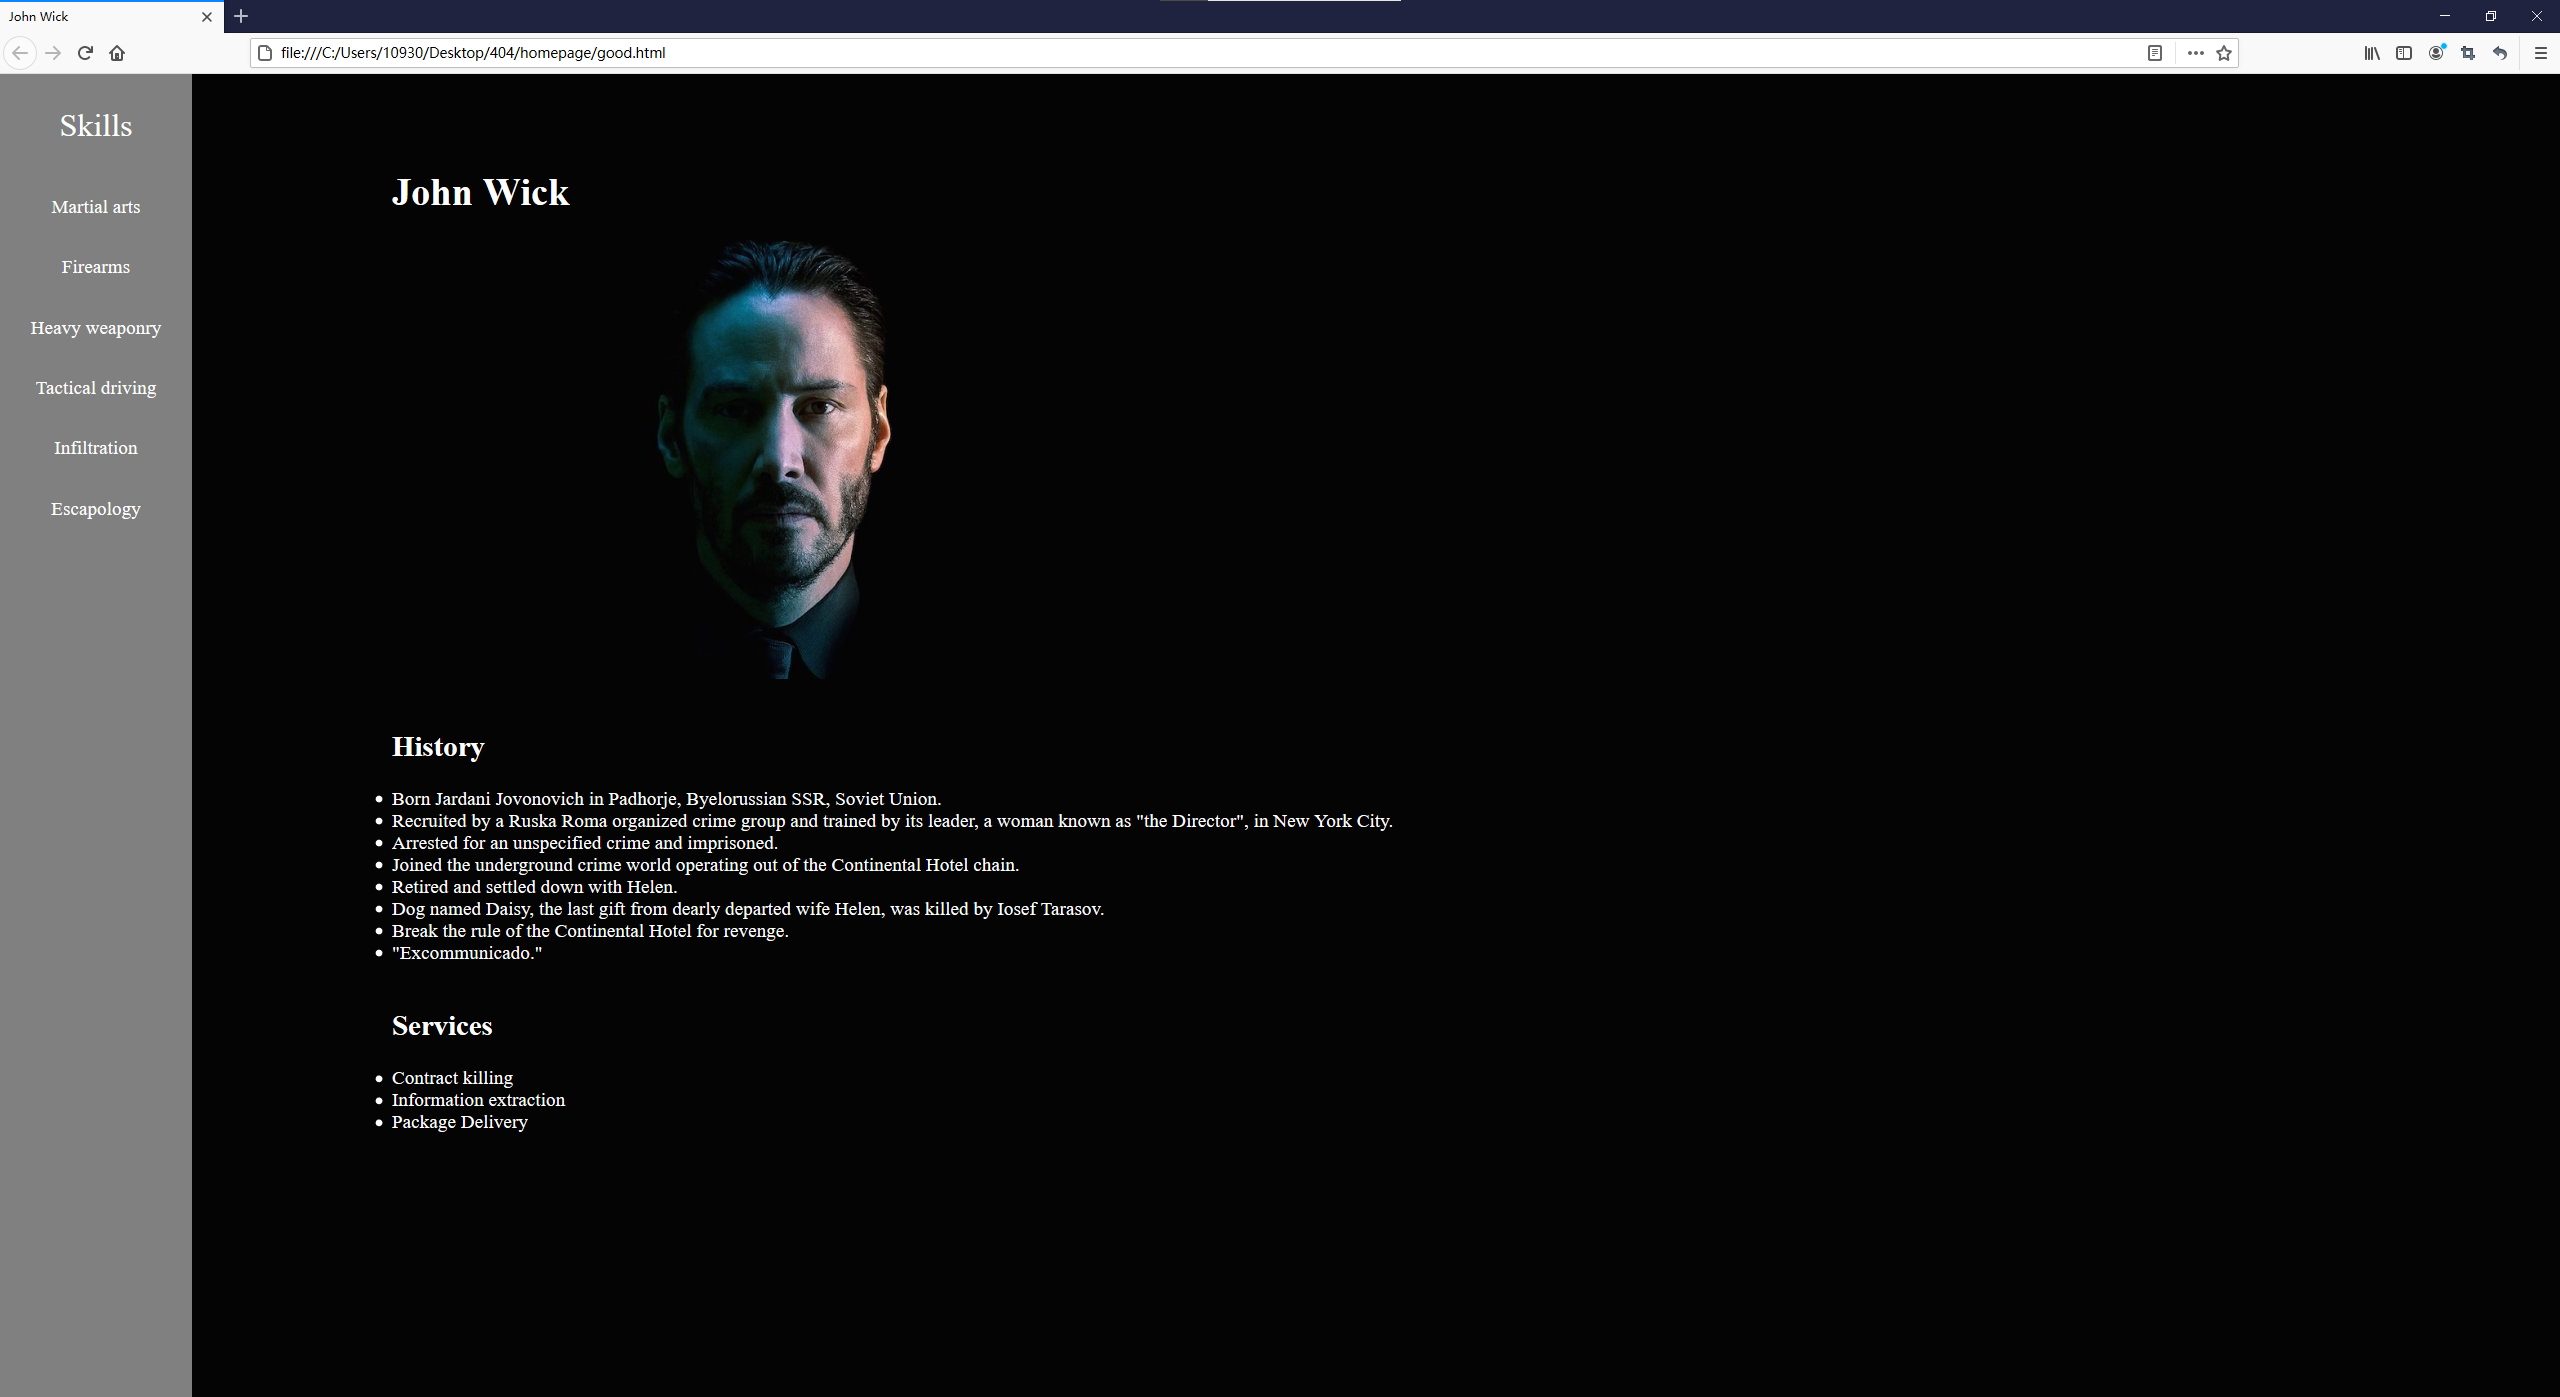 John Wick
file:///C:/Users/10930/Desktop/404/homepage/good.html
Skills
Martial arts
Firearms
Heavy weaponry
Tactical driving
Infiltration
Escapology
John Wick
History
Born Jardani Jovonovich in Padhorje, Byelorussian SSR, Soviet Union.
Recruited by a Ruska Roma organized crime group and trained by its leader, a woman known as "the Director", in New York City.
Arrested for an unspecified crime and imprisoned.
Joined the underground crime world operating out of the Continental Hotel chain.
Retired and settled down with Helen.
Dog named Daisy, the last gift from dearly departed wife Helen, was killed by Iosef Tarasov.
Break the rule of the Continental Hotel for revenge.
"Excommunicado."
Services
Contract killing
Information extraction
Package Delivery